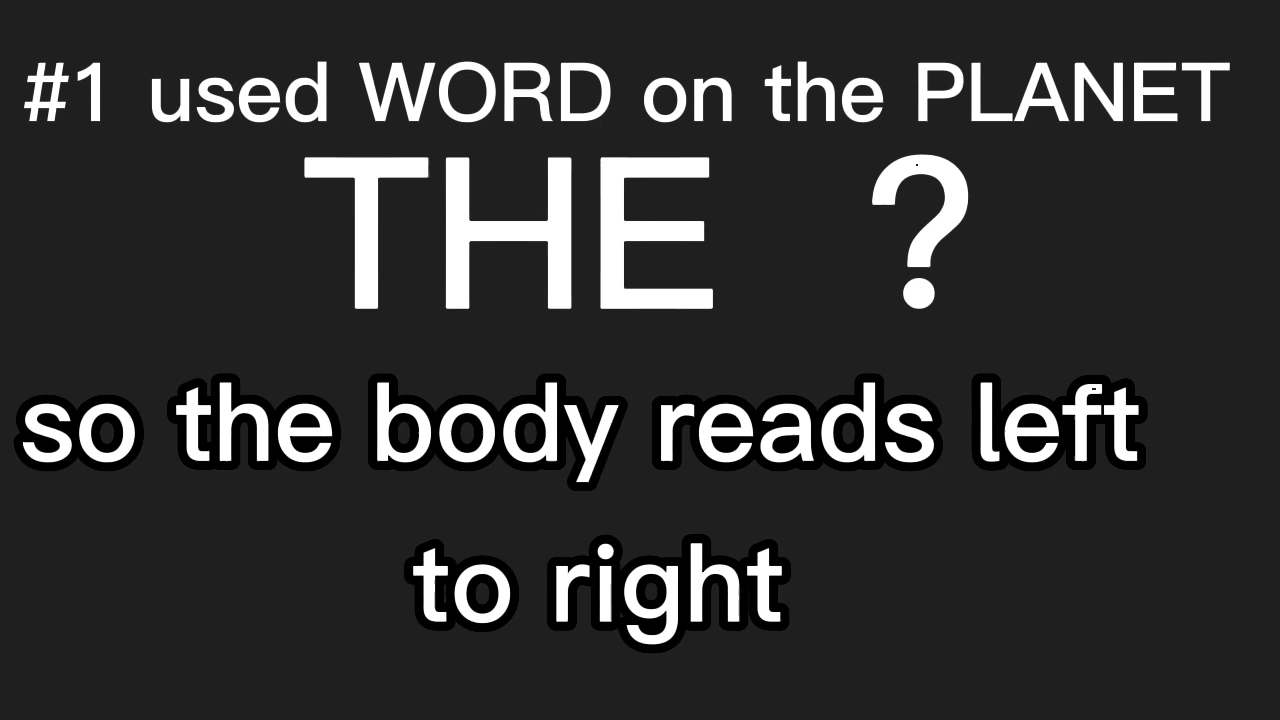 #1 used WORD on the PLANET
THE ?
so the body reads left
to right